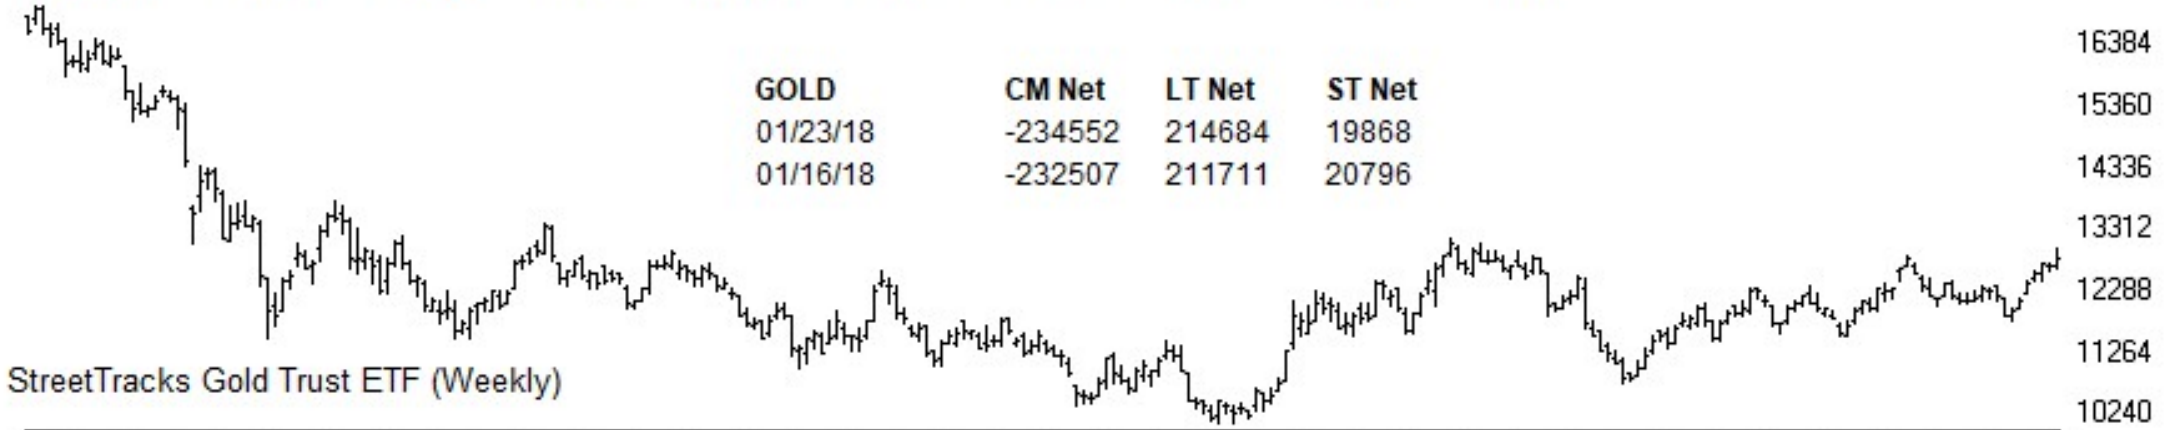 16384
GOLD CM Net LT Net ST Net
15360
01/23/18 -234552 214684 19868
14336
01/16/18 -232507 211711 20796
13312
12288
11264
StreetTracks Gold Trust ETF (Weekly)
10240